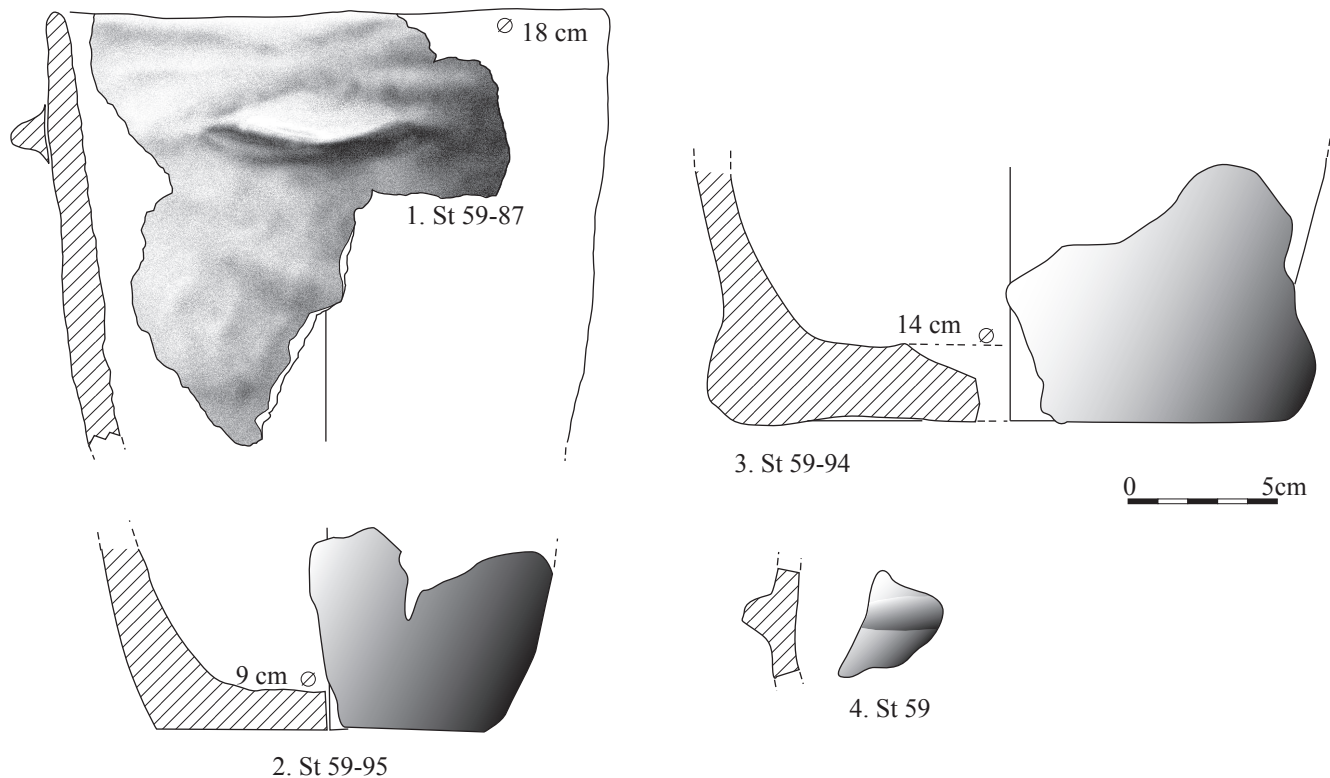 ∅ 18 cm
1. St 59-87
14 cm ∅
3. St 59-94
0 5cm
9 cm ∅
4. St 59
2. St 59-95